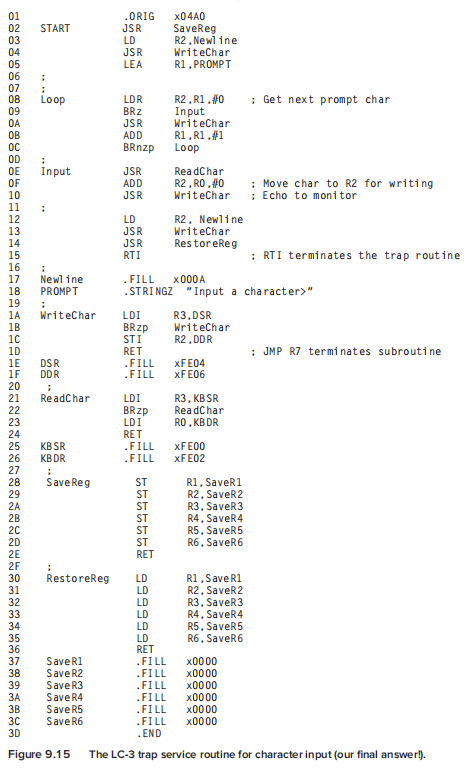 01 .ORIG x04A0
02 START JSR SaveReg
03 LD R2,Newline
04 JSR WriteChar
05 LEA R1,PROMPT
06 ;
07 ;
08 Loop LDR R2,R1,#0 ; Get next prompt char
09 BRz Input
0A JSR WriteChar
0B ADD R1,R1,#1
0C BRnzp Loop
0D ;
0E Input JSR ReadChar
0F ADD R2,R0,#0 ; Move char to R2 for writing
10 JSR WriteChar ; Echo to monitor
11 ;
12 LD R2, Newline
13 JSR WriteChar
14 JSR RestoreReg
15 RTI ; RTI terminates the trap routine
16 ;
17 Newline .FILL x000A
18 PROMPT .STRINGZ "Input a character>"
19 ;
1A WriteChar LDI R3,DSR
1B BRzp WriteChar
1C STI R2,DDR
1D RET ; JMP R7 terminates subroutine
1E DSR .FILL xFE04
1F DDR .FILL xFE06
20 ;
21 ReadChar LDI R3,KBSR
22 BRzp ReadChar
23 LDI R0,KBDR
24 RET
25 KBSR .FILL xFE00
26 KBDR .FILL xFE02
27 ;
28 SaveReg ST R1,SaveR1
29 ST R2,SaveR2
2A ST R3,SaveR3
2B ST R4,SaveR4
2C ST R5,SaveR5
2D ST R6,SaveR6
2E RET
2F ;
30 RestoreReg LD R1,SaveR1
31 LD R2,SaveR2
32 LD R3,SaveR3
33 LD R4,SaveR4
34 LD R5,SaveR5
35 LD R6,SaveR6
36 RET
37 SaveR1 .FILL x0000
38 SaveR2 .FILL x0000
39 SaveR3 .FILL x0000
3A SaveR4 .FILL x0000
3B SaveR5 .FILL x0000
3C SaveR6 .FILL x0000
3D .END
Figure 9.15 The LC-3 trap service routine for character input (our final answer!).